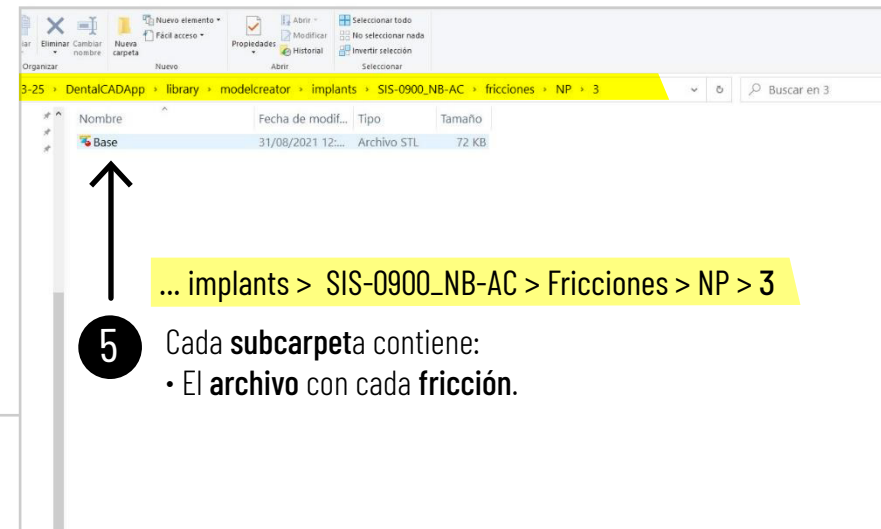 Nuevo elemento
Abrir
Seleccionar todo
Fácil acceso
Modificar
No seleccionar nada
iar Eliminar Cambiar nombre Nueva carpeta
Propiedades
Historial
Invertir selección
Organizar Nuevo Abrir Seleccionar
3-25 › DentalCADApp › library › modelcreator › implants › SIS-0900_NB-AC › fricciones › NP › 3
Buscar en 3
Nombre Fecha de modif... Tipo Tamaño
Base 31/08/2021 12:... Archivo STL 72 KB
... implants > SIS-0900_NB-AC > Fricciones > NP > 3
5 Cada subcarpeta contiene:
• El archivo con cada fricción.